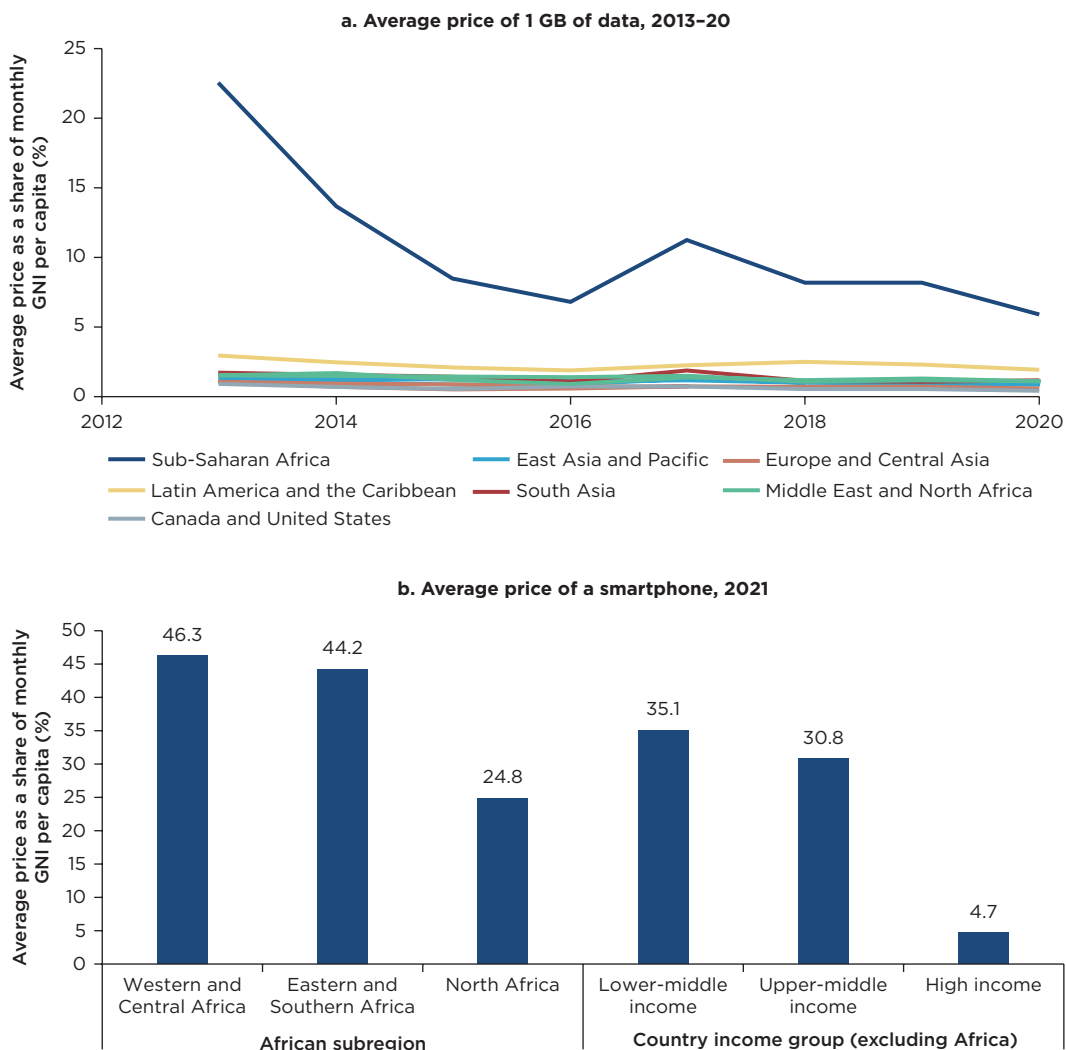 a. Average price of 1 GB of data, 2013–20
Average price as a share of monthly
GNI per capita (%)
25
20
15
10
5
0
2012
2014
2016
2018
2020
Sub-Saharan Africa
East Asia and Pacific
Europe and Central Asia
Latin America and the Caribbean
South Asia
Middle East and North Africa
Canada and United States
b. Average price of a smartphone, 2021
Average price as a share of monthly
GNI per capita (%)
50
45
40
35
30
25
20
15
10
5
0
46.3
44.2
24.8
35.1
30.8
4.7
Western and
Central Africa
Eastern and
Southern Africa
North Africa
Lower-middle
income
Upper-middle
income
High income
African subregion
Country income group (excluding Africa)